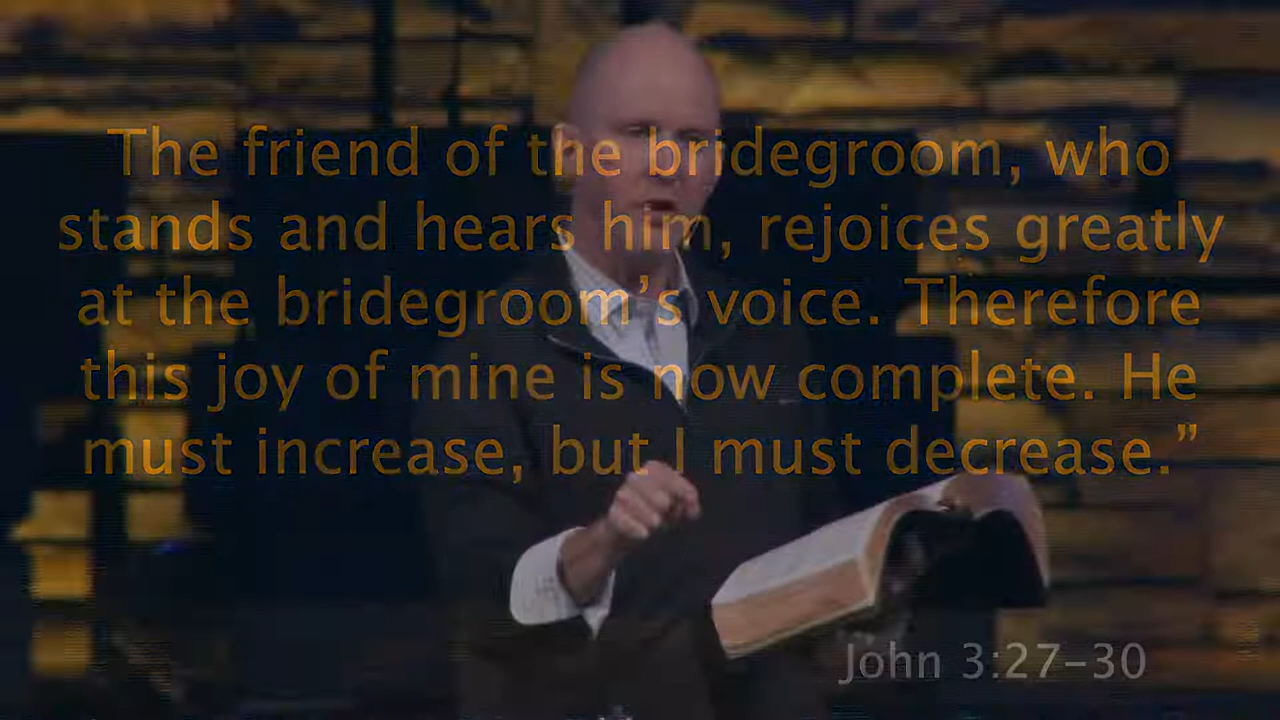 The friend of the bridegroom, who
stands and hears him, rejoices greatly
at the bridegroom’s voice. Therefore
this joy of mine is now complete. He
must increase, but I must decrease.”
John 3:27–30